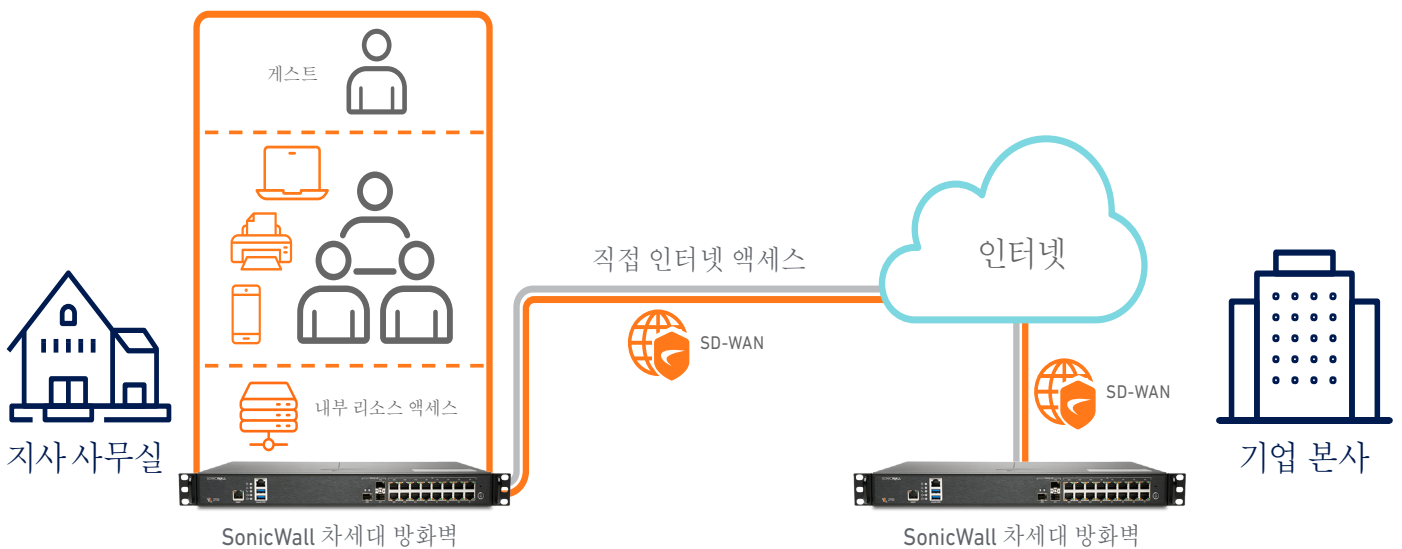 게스트
직접 인터넷 액세스
인터넷
SD-WAN
SD-WAN
내부 리소스 액세스
지사 사무실
기업 본사
SONICWALL
SONICWALL
SonicWall 차세대 방화벽
SonicWall 차세대 방화벽